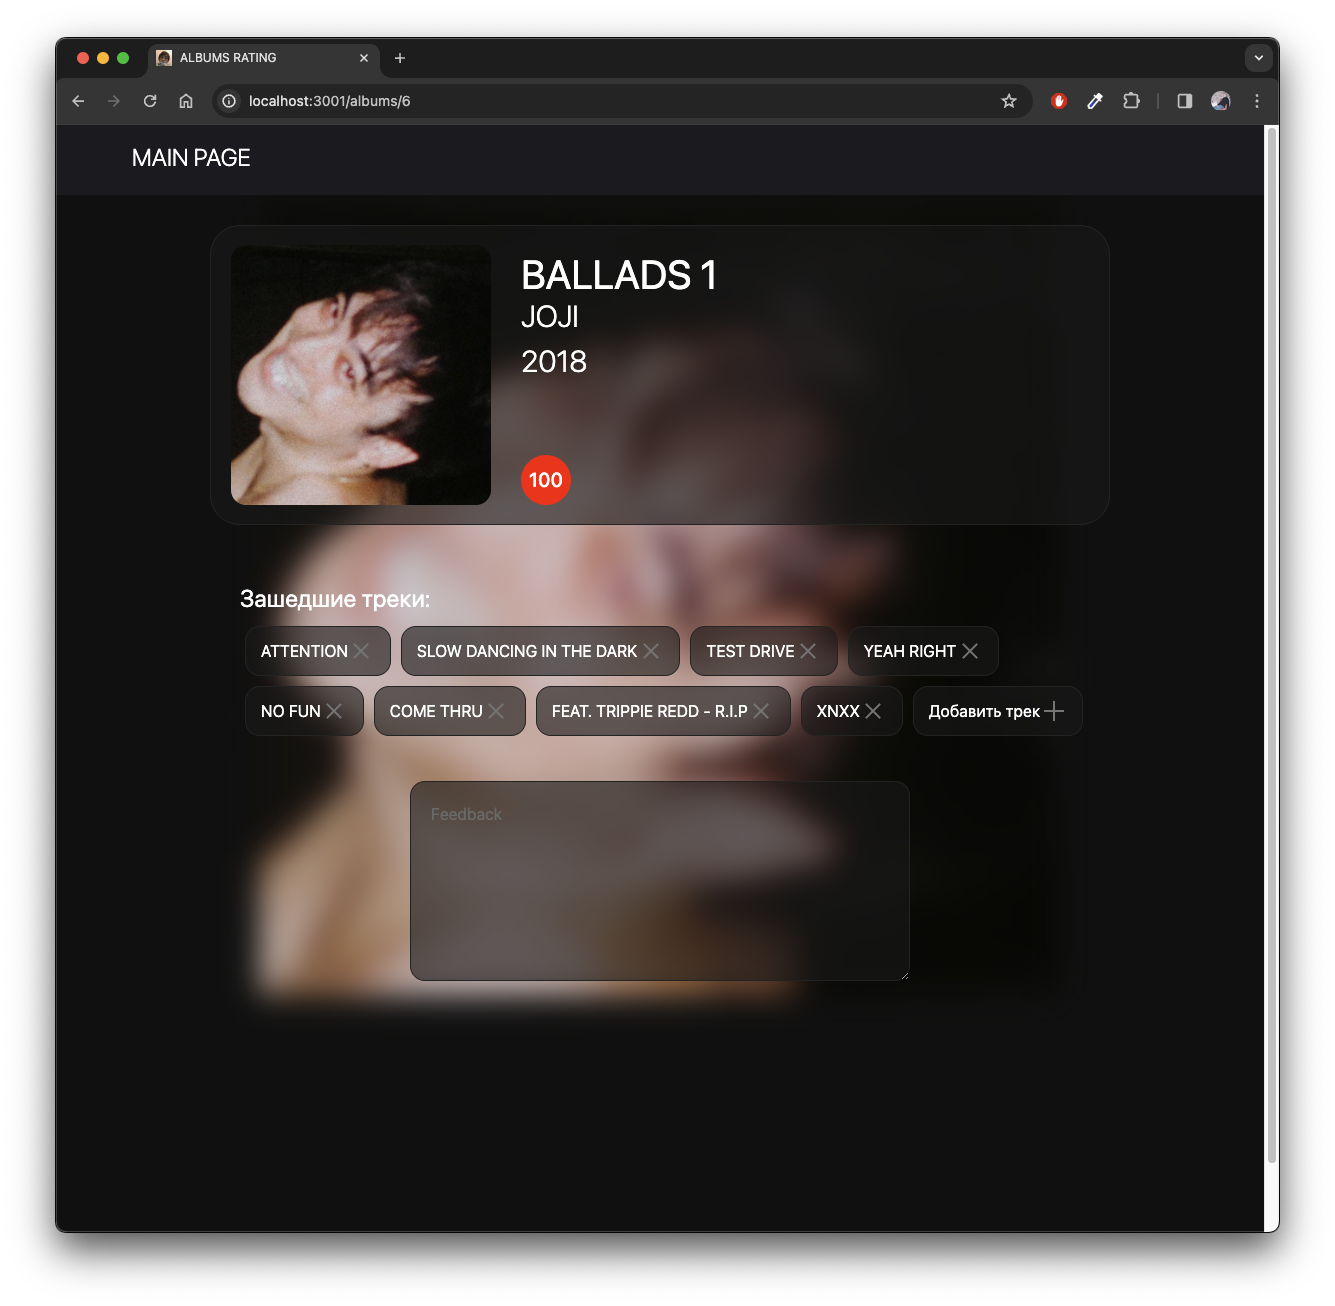 ALBUMS RATING
localhost:3001/albums/6
MAIN PAGE
BALLADS 1
JOJI
2018
100
Зашедшие треки:
ATTENTION SLOW DANCING IN THE DARK TEST DRIVE YEAH RIGHT
NO FUN COME THRU FEAT. TRIPPIE REDD - R.I.P XNXX Добавить трек
Feedback